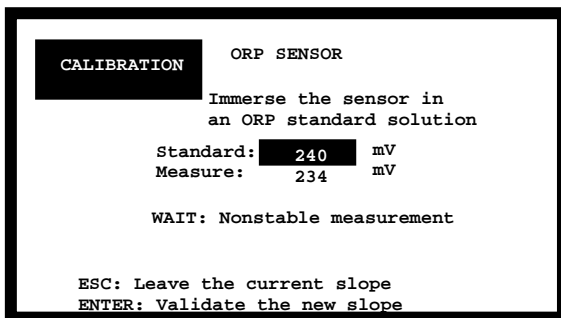 CALIBRATION
ORP SENSOR
Immerse the sensor in
an ORP standard solution
Standard: 240 mV
Measure: 234 mV
WAIT: Nonstable measurement
ESC: Leave the current slope
ENTER: Validate the new slope